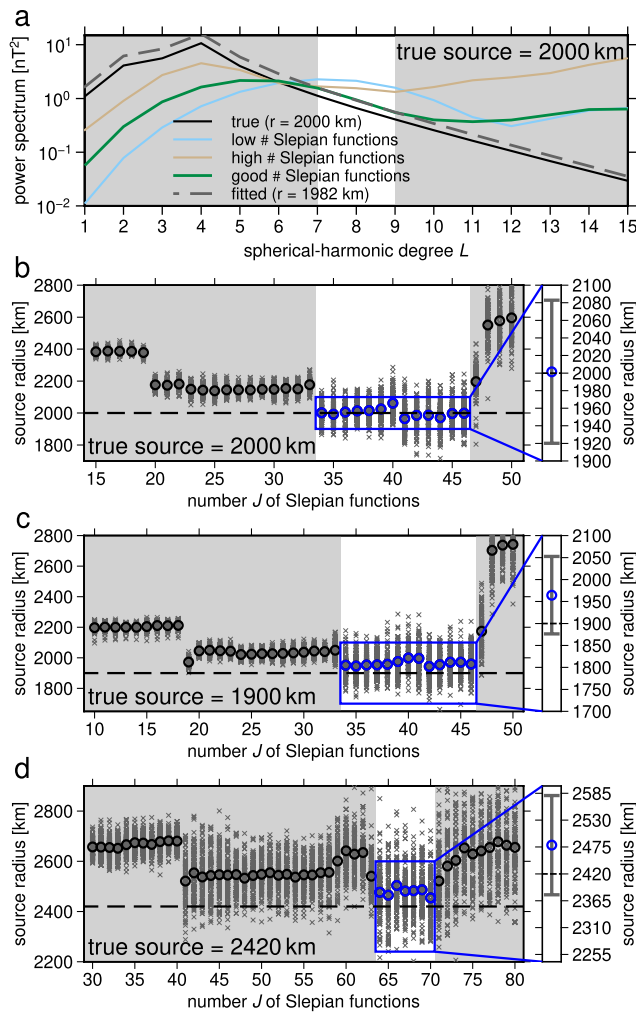 a
true source = 2000 km
power spectrum [nT²]
10¹
10⁰
10⁻¹
10⁻²
true (r = 2000 km)
low # Slepian functions
high # Slepian functions
good # Slepian functions
fitted (r = 1982 km)
1 2 3 4 5 6 7 8 9 10 11 12 13 14 15
spherical-harmonic degree L
b
source radius [km]
2800
2600
2400
2200
2000
1800
true source = 2000 km
15 20 25 30 35 40 45 50
number J of Slepian functions
2100
2080
2060
2040
2020
2000
1980
1960
1940
1920
1900
source radius [km]
c
source radius [km]
2800
2600
2400
2200
2000
1800
true source = 1900 km
10 15 20 25 30 35 40 45 50
number J of Slepian functions
2100
2050
2000
1950
1900
1850
1800
1750
1700
source radius [km]
d
source radius [km]
2800
2600
2400
2200
true source = 2420 km
30 35 40 45 50 55 60 65 70 75 80
number J of Slepian functions
2585
2530
2475
2420
2365
2310
2255
source radius [km]